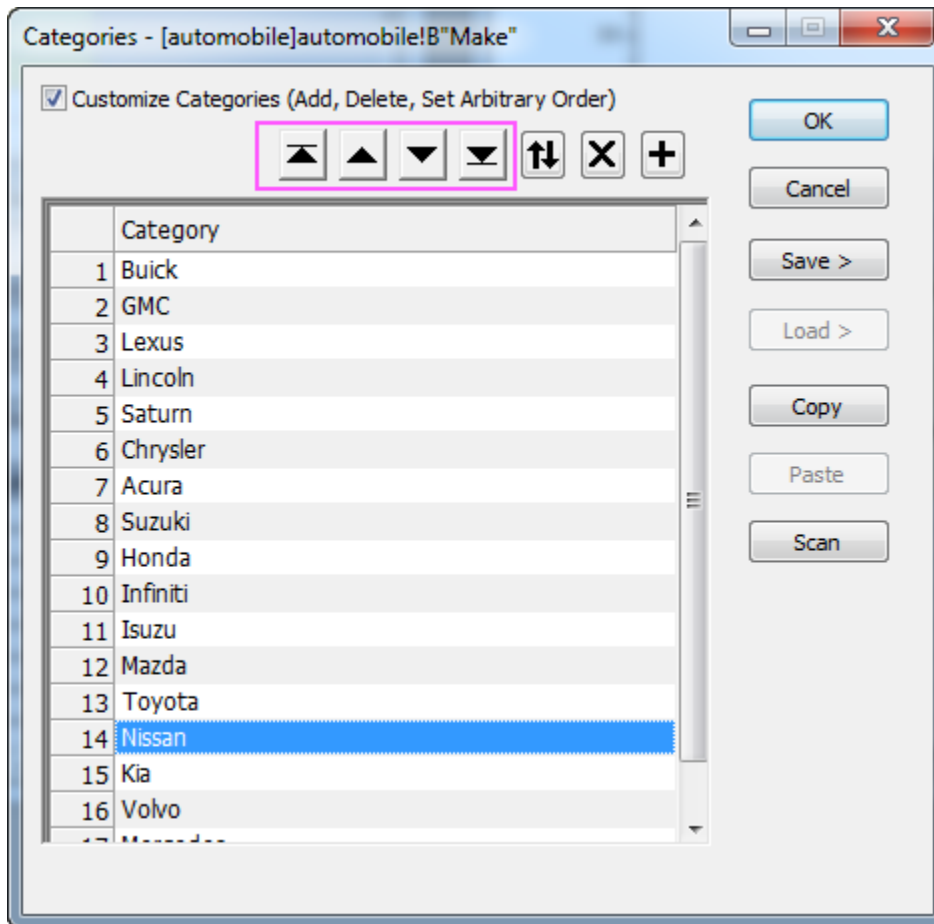 Categories - [automobile]automobile!B"Make"
Customize Categories (Add, Delete, Set Arbitrary Order)
OK
Cancel
Save >
Load >
Copy
Paste
Scan
Category
1 Buick
2 GMC
3 Lexus
4 Lincoln
5 Saturn
6 Chrysler
7 Acura
8 Suzuki
9 Honda
10 Infiniti
11 Isuzu
12 Mazda
13 Toyota
14 Nissan
15 Kia
16 Volvo